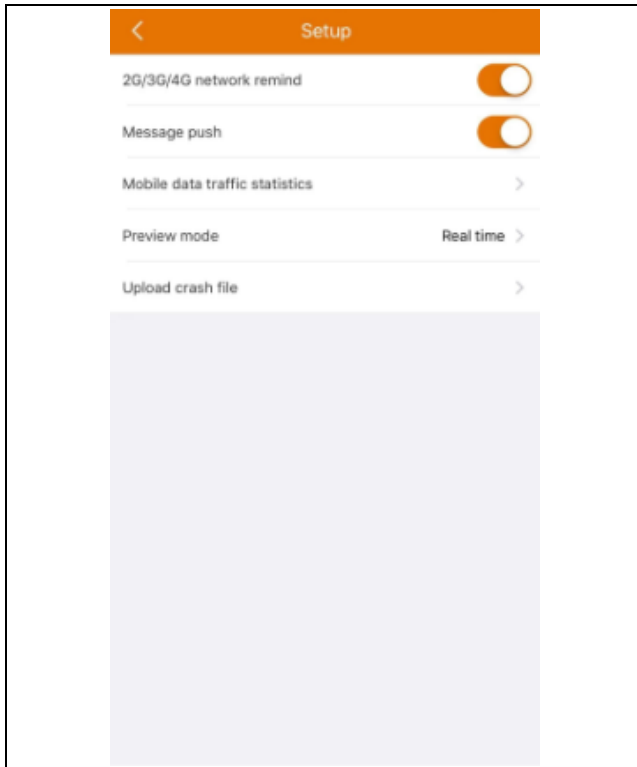 Setup
2G/3G/4G network remind
Message push
Mobile data traffic statistics
Preview mode Real time
Upload crash file